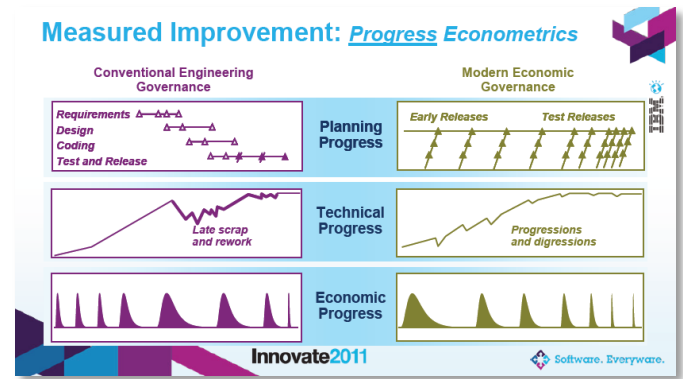 Measured Improvement: Progress Econometrics
Conventional Engineering
Governance
Modern Economic
Governance
IBM
Requirements
Design
Coding
Test and Release
Planning
Progress
Early Releases
Test Releases
Late scrap
and rework
Technical
Progress
Progressions
and digressions
Economic
Progress
Innovate2011
Software. Everyware.